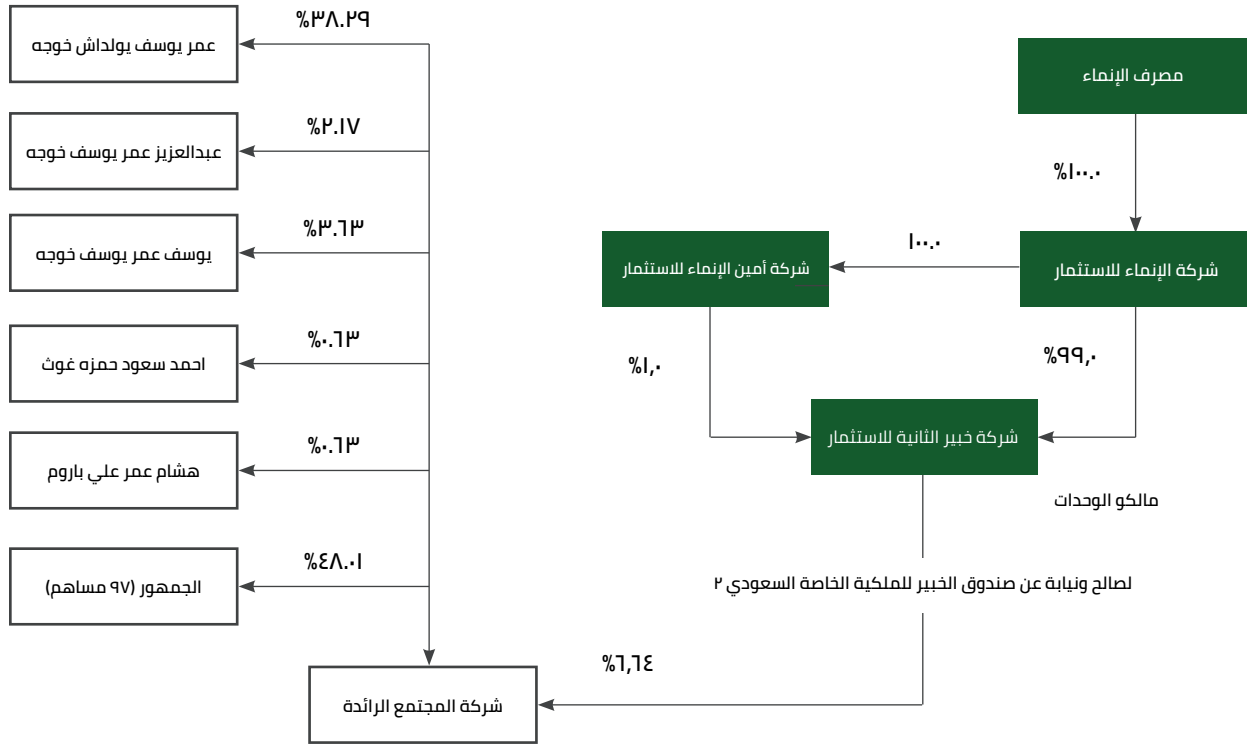 مصرف الإنماء
%١٠٠.٠
شركة الإنماء للاستثمار
١٠٠.٠
شركة أمين الإنماء للاستثمار
%٩٩,٠
%١,٠
شركة خبير الثانية للاستثمار
مالكو الوحدات
لصالح ونيابة عن صندوق الخبير للملكية الخاصة السعودي ٢
%٦,٦٤
%٣٨.٢٩
عمر يوسف يولداش خوجه
%٢.١٧
عبدالعزيز عمر يوسف خوجه
%٣.٦٣
يوسف عمر يوسف خوجه
%٠.٦٣
احمد سعود حمزه غوث
%٠.٦٣
هشام عمر علي باروم
%٤٨.٠١
الجمهور (٩٧ مساهم)
شركة المجتمع الرائدة